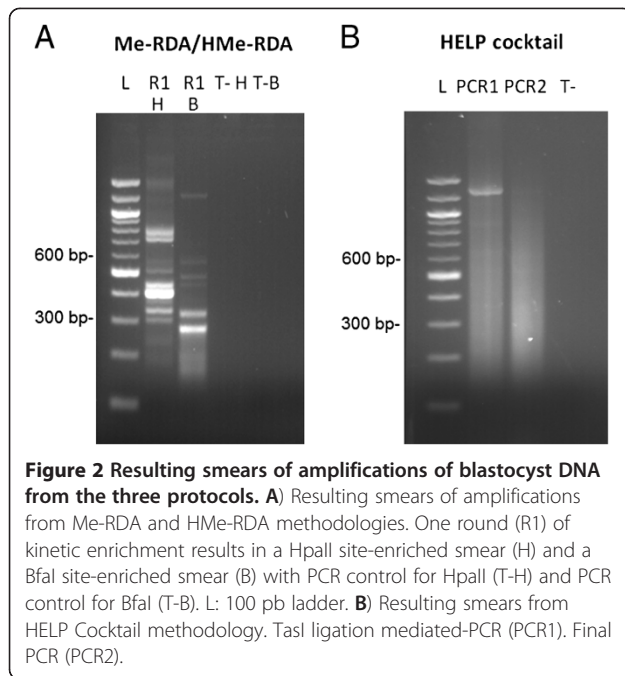 A
Me-RDA/HMe-RDA
L R1 R1 T- H T-B
H B
600 bp-
300 bp-
B
HELP cocktail
L PCR1 PCR2 T-
600 bp-
300 bp-
Figure 2 Resulting smears of amplifications of blastocyst DNA
from the three protocols. A) Resulting smears of amplifications
from Me-RDA and HMe-RDA methodologies. One round (R1) of
kinetic enrichment results in a HpaII site-enriched smear (H) and a
BfaI site-enriched smear (B) with PCR control for HpaII (T-H) and PCR
control for BfaI (T-B). L: 100 pb ladder. B) Resulting smears from
HELP Cocktail methodology. TasI ligation mediated-PCR (PCR1). Final
PCR (PCR2).